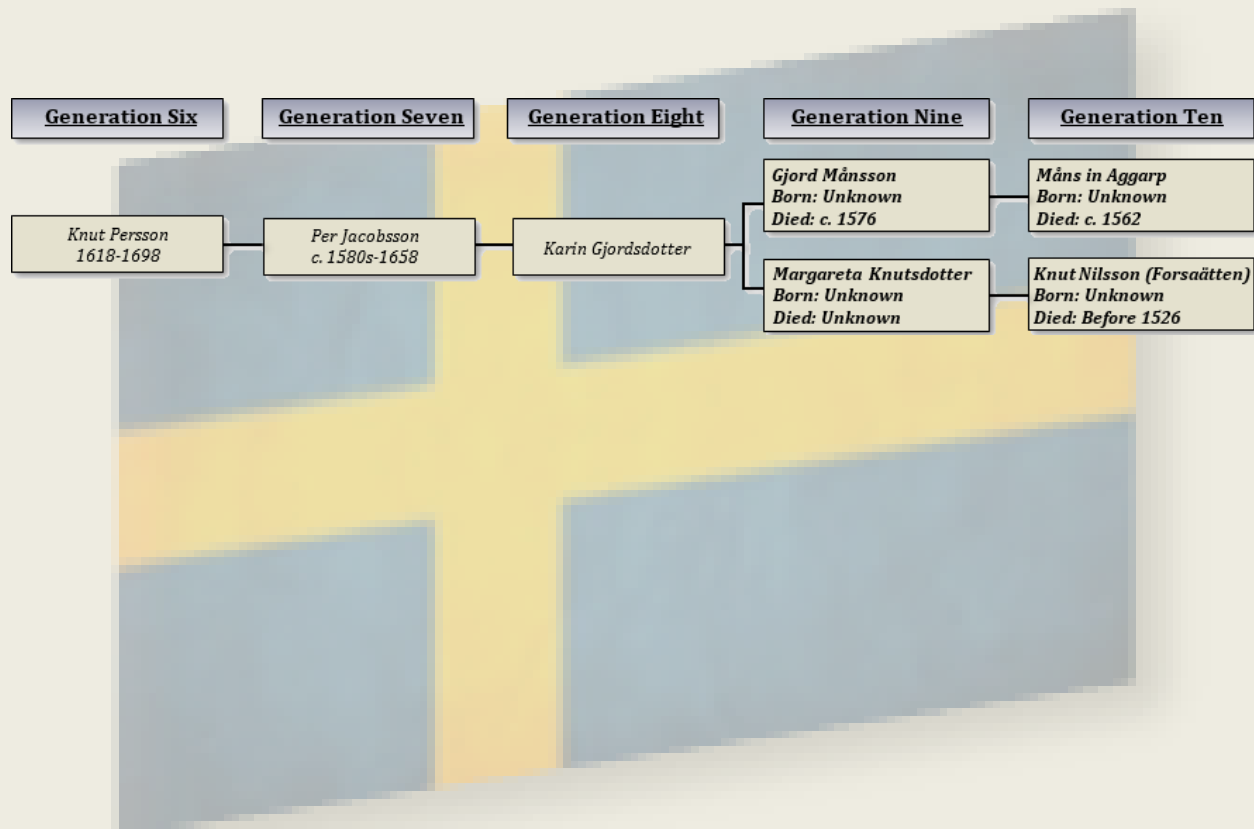 Generation Six
Generation Seven
Generation Eight
Generation Nine
Generation Ten
Knut Persson
1618-1698
Per Jacobsson
c. 1580s-1658
Karin Gjordsdotter
Gjord Månsson
Born: Unknown
Died: c. 1576
Margareta Knutsdotter
Born: Unknown
Died: Unknown
Måns in Aggarp
Born: Unknown
Died: c. 1562
Knut Nilsson (Forsaätten)
Born: Unknown
Died: Before 1526